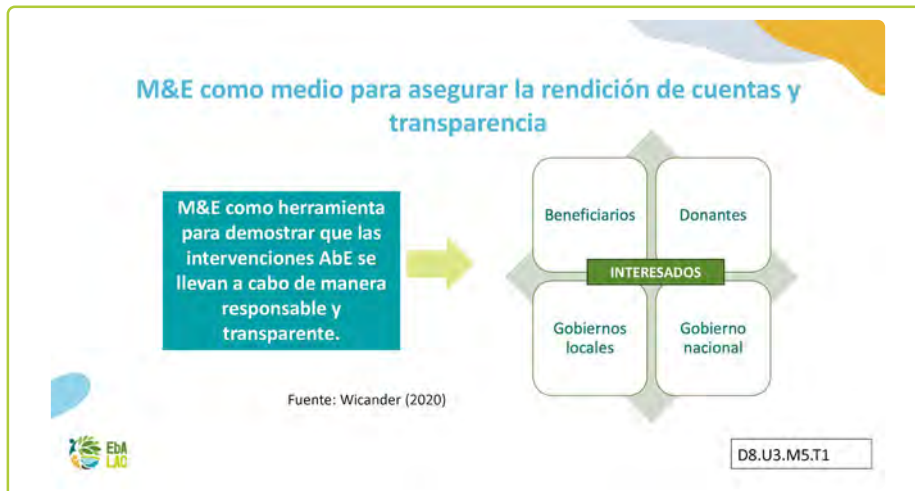 M&E como medio para asegurar la rendición de cuentas y
transparencia
M&E como herramienta
para demostrar que las
intervenciones AbE se
llevan a cabo de manera
responsable y
transparente.
Beneficiarios
Donantes
INTERESADOS
Gobiernos
locales
Gobierno
nacional
Fuente: Wicander (2020)
EbA
LAC
D8.U3.M5.T1